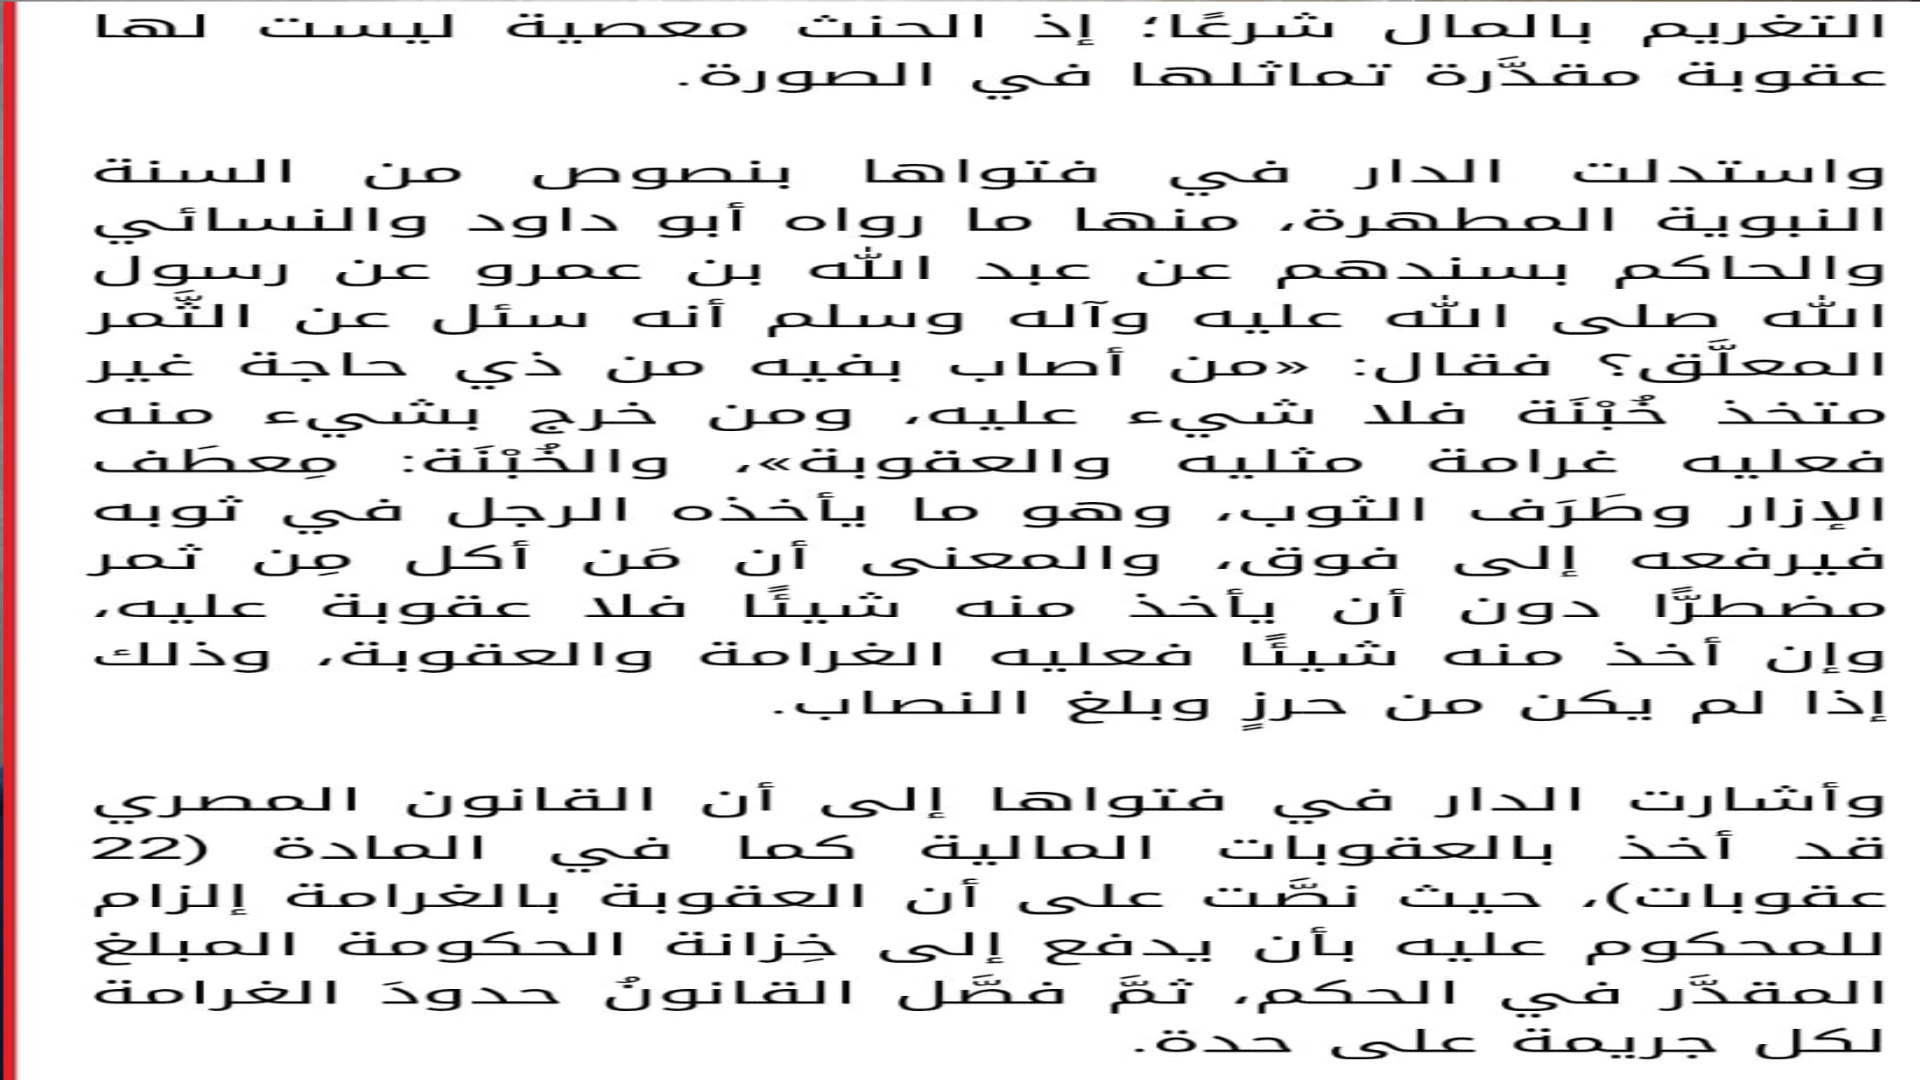 التغريم بالمال شرعًا؛ إذ الحنث معصية ليست لها
عقوبة مقدَّرة تماثلها في الصورة.
واستدلت الدار في فتواها بنصوص من السنة
النبوية المطهرة، منها ما رواه أبو داود والنسائي
والحاكم بسندهم عن عبد الله بن عمرو عن رسول
الله صلى الله عليه وآله وسلم أنه سئل عن الثَّمر
المعلَّق؟ فقال: «من أصاب بفيه من ذي حاجة غير
متخذ خُبْنَة فلا شيء عليه، ومن خرج بشيء منه
فعليه غرامة مثليه والعقوبة»، والخُبْنَة: مِعطَف
الإزار وطَرَف الثوب، وهو ما يأخذه الرجل في ثوبه
فيرفعه إلى فوق، والمعنى أن مَن أكل مِن ثمر
مضطرًّا دون أن يأخذ منه شيئًا فلا عقوبة عليه،
وإن أخذ منه شيئًا فعليه الغرامة والعقوبة، وذلك
إذا لم يكن من حرزٍ وبلغ النصاب.
وأشارت الدار في فتواها إلى أن القانون المصري
قد أخذ بالعقوبات المالية كما في المادة (22
عقوبات)، حيث نصَّت على أن العقوبة بالغرامة إلزام
للمحكوم عليه بأن يدفع إلى خِزانة الحكومة المبلغ
المقدَّر في الحكم، ثمَّ فصَّل القانونُ حدودَ الغرامة
لكل جريمة على حدة.